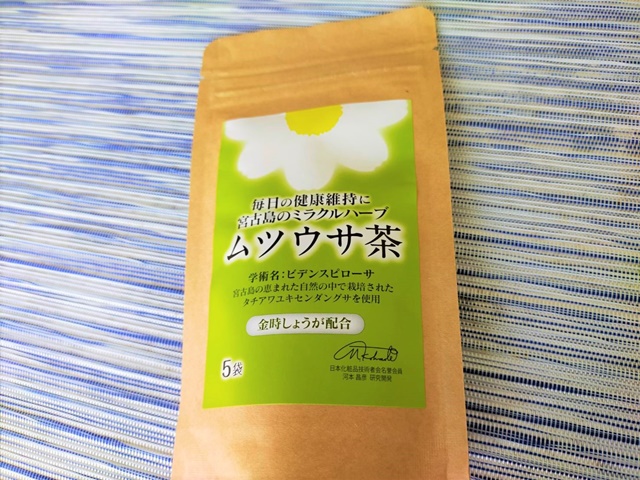 毎日の健康維持に
宮古島のミラクルハーブ
ムツウサ茶
学術名:ビデンスピローサ
宮古島の恵まれた自然の中で栽培された
タチアワユキセンダングサを使用
金時しょうが配合
5袋
日本化粧品技術者会名誉会員
河本 昌彦 研究開発